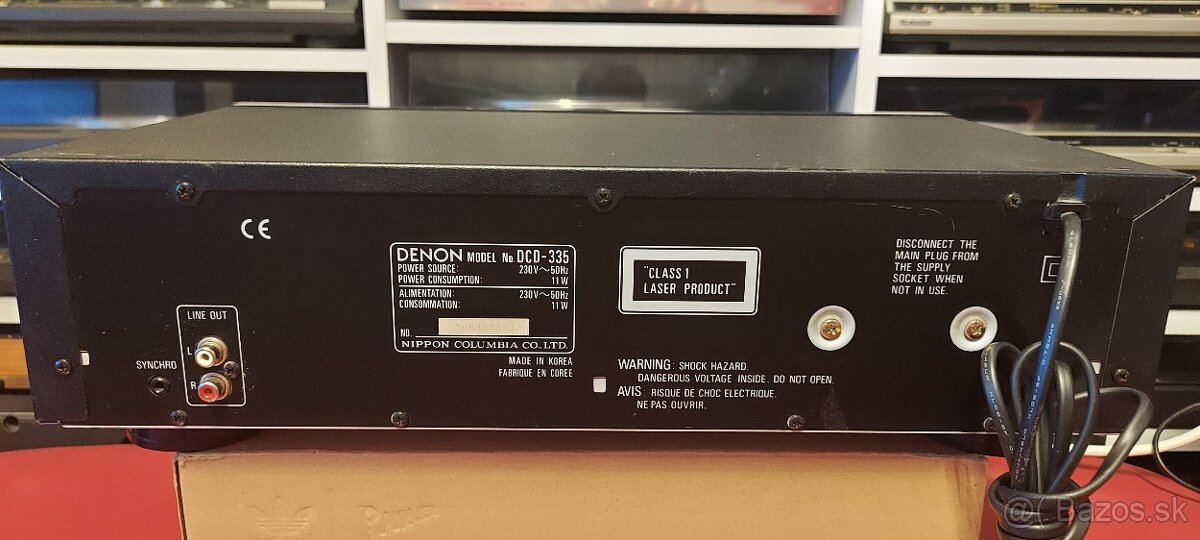 CE
DENON MODEL No. DCD-335
POWER SOURCE: 230V~50Hz
POWER CONSUMPTION: 11W
ALIMENTATION: 230V~50Hz
CONSOMMATION: 11W
NO.
NIPPON COLUMBIA CO., LTD.
MADE IN KOREA
FABRIQUE EN COREE
"CLASS 1
LASER PRODUCT"
DISCONNECT THE
MAIN PLUG FROM
THE SUPPLY
SOCKET WHEN
NOT IN USE.
LINE OUT
L
R
SYNCHRO
WARNING: SHOCK HAZARD.
DANGEROUS VOLTAGE INSIDE. DO NOT OPEN.
AVIS: RISQUE DE CHOC ELECTRIQUE.
NE PAS OUVRIR.
Bazos.sk